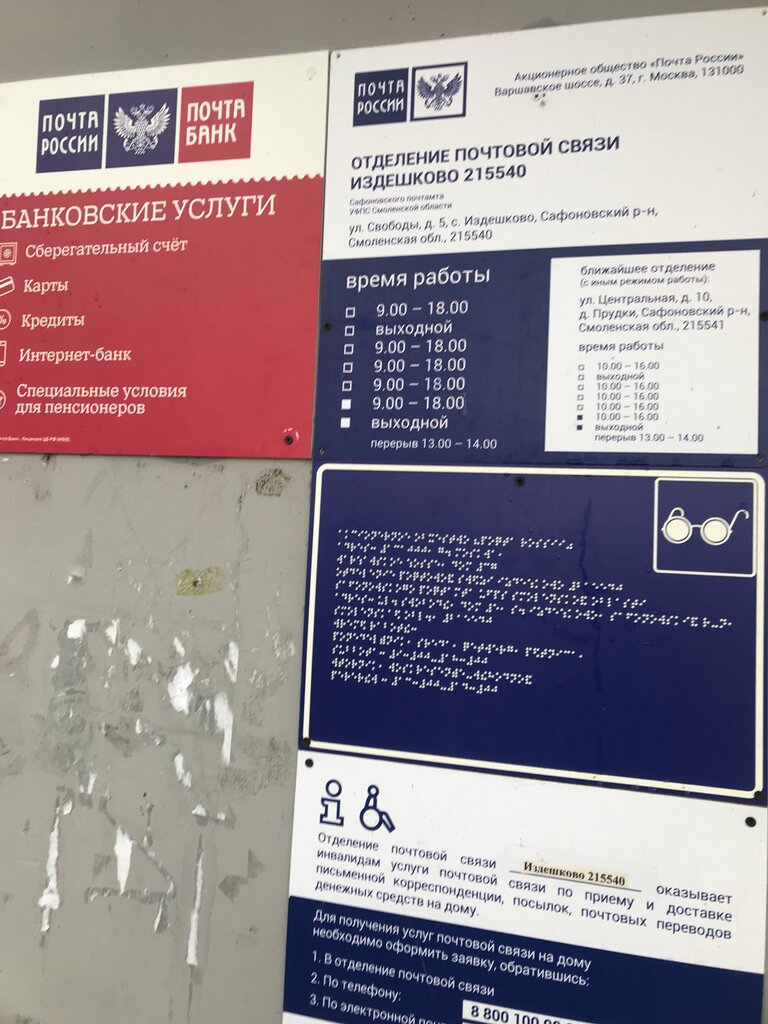 ПОЧТА
РОССИИ
ПОЧТА
БАНК
БАНКОВСКИЕ УСЛУГИ
Сберегательный счёт
Карты
Кредиты
Интернет-банк
Специальные условия
для пенсионеров
ПОЧТА
РОССИИ
Акционерное общество «Почта России»
Варшавское шоссе, д. 37, г. Москва, 131000
ОТДЕЛЕНИЕ ПОЧТОВОЙ СВЯЗИ
ИЗДЕШКОВО 215540
Сафоновского почтамта
УФПС Смоленской области
ул. Свободы, д. 5, с. Издешково, Сафоновский р-н,
Смоленская обл., 215540
время работы
9.00 – 18.00
выходной
9.00 – 18.00
9.00 – 18.00
9.00 – 18.00
9.00 – 18.00
выходной
перерыв 13.00 – 14.00
ближайшее отделение
(с иным режимом работы):
ул. Центральная, д. 10,
д. Прудки, Сафоновский р-н,
Смоленская обл., 215541
время работы
10.00 – 16.00
выходной
10.00 – 16.00
10.00 – 16.00
10.00 – 16.00
10.00 – 16.00
выходной
перерыв 13.00 – 14.00
Отделение почтовой связи Издешково 215540 оказывает
инвалидам услуги почтовой связи по приему и доставке
письменной корреспонденции, посылок, почтовых переводов
денежных средств на дому.
Для получения услуг почтовой связи на дому
необходимо оформить заявку, обратившись:
1. В отделение почтовой связи
2. По телефону:
8 800 100 00
3. По электронной